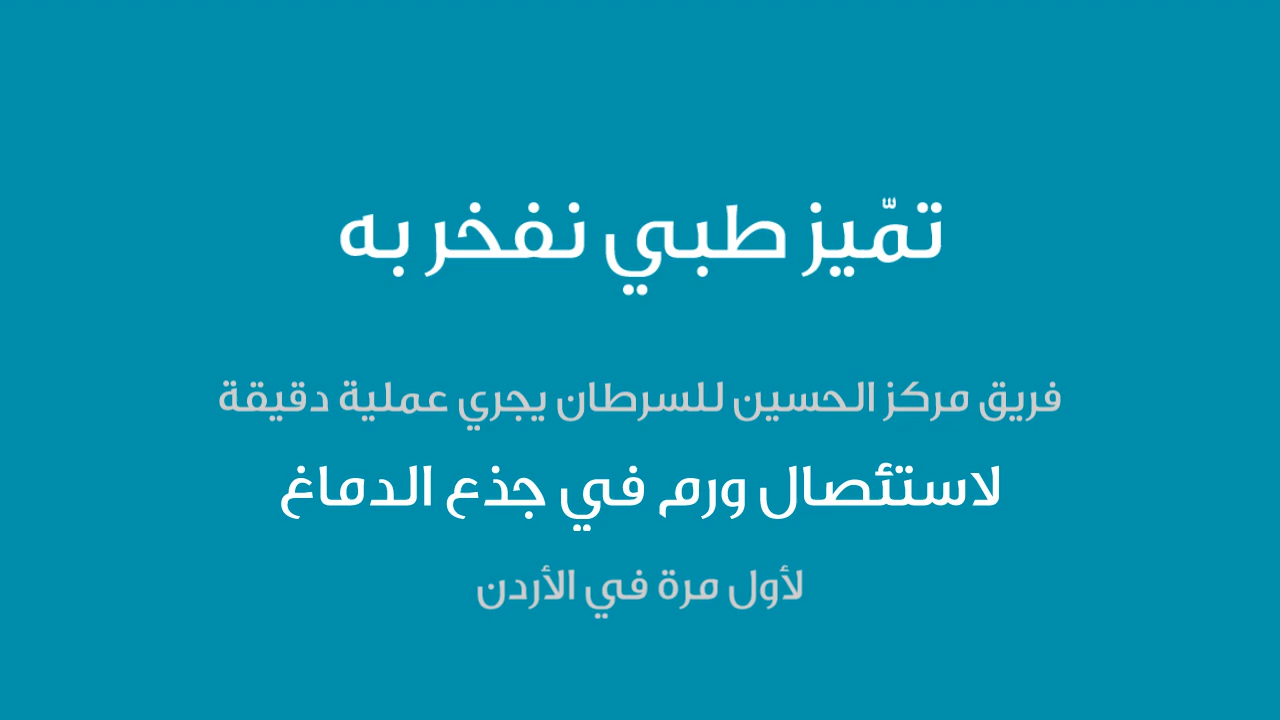 تمّيز طبي نفخر به
فريق مركز الحسين للسرطان يجري عملية دقيقة
لاستئصال ورم في جذع الدماغ
لأول مرة في الأردن